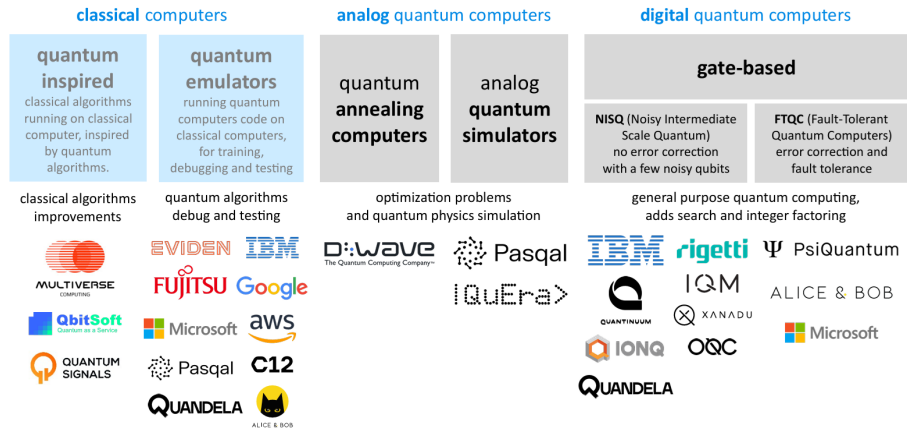 classical computers
analog quantum computers
digital quantum computers
quantum
inspired
classical algorithms
running on classical
computer, inspired
by quantum
algorithms.
quantum
emulators
running quantum
computers code on
classical computers,
for training,
debugging and testing
quantum
annealing
computers
analog
quantum
simulators
gate-based
NISQ (Noisy Intermediate
Scale Quantum)
no error correction
with a few noisy qubits
FTQC (Fault-Tolerant
Quantum Computers)
error correction and
fault tolerance
classical algorithms
improvements
quantum algorithms
debug and testing
optimization problems
and quantum physics simulation
general purpose quantum computing,
adds search and integer factoring
MULTIVERSE
COMPUTING
QbitSoft
Quantum as a Service
QUANTUM
SIGNALS
EVIDEN
IBM
FUJITSU
Google
Microsoft
aws
Pasqal
C12
QUANDELA
ALICE & BOB
D:wave
The Quantum Computing Company™
Pasqal
|QuEra>
IBM
rigetti
Ψ PsiQuantum
QUANTINUUM
IQM
XANADU
ALICE & BOB
IONQ
OQC
Microsoft
QUANDELA